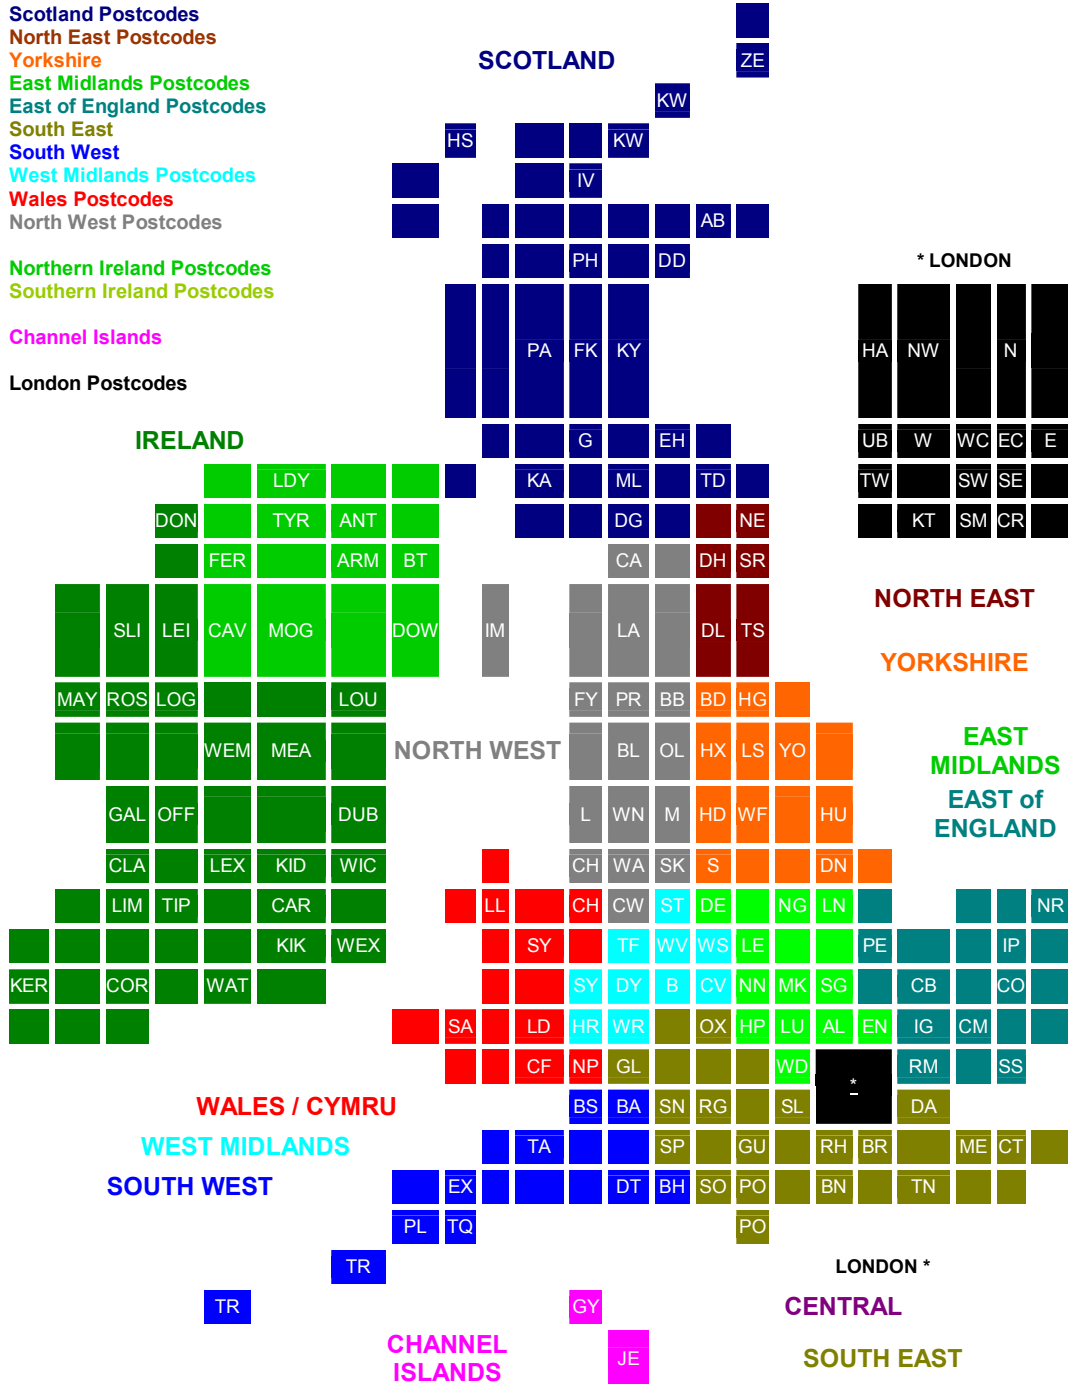 Scotland Postcodes
North East Postcodes
Yorkshire
East Midlands Postcodes
East of England Postcodes
South East
South West
West Midlands Postcodes
Wales Postcodes
North West Postcodes
Northern Ireland Postcodes
Southern Ireland Postcodes
Channel Islands
London Postcodes
SCOTLAND
ZE
KW
HS KW
IV
AB
PH DD
* LONDON
PA FK KY
HA NW N
IRELAND
G EH
UB W WC EC E
LDY
KA ML TD
TW SW SE
DON TYR ANT
DG NE
KT SM CR
FER ARM BT
CA DH SR
NORTH EAST
SLI LEI CAV MOG DOW
IM LA DL TS
YORKSHIRE
MAY ROS LOG LOU
FY PR BB BD HG
WEM MEA
NORTH WEST
BL OL HX LS YO
EAST
MIDLANDS
GAL OFF DUB
L WN M HD WF HU
EAST of
ENGLAND
CLA LEX KID WIC
CH WA SK S DN
LIM TIP CAR
LL CH CW ST DE NG LN NR
KIK WEX
SY TF WV WS LE PE IP
KER COR WAT
SY DY B CV NN MK SG CB CO
SA LD HR WR OX HP LU AL EN IG CM
CF NP GL WD * RM SS
WALES / CYMRU
BS BA SN RG SL DA
WEST MIDLANDS
TA SP GU RH BR ME CT
SOUTH WEST
EX DT BH SO PO BN TN
PL TQ PO
TR
LONDON *
TR GY
CENTRAL
CHANNEL
ISLANDS
JE
SOUTH EAST